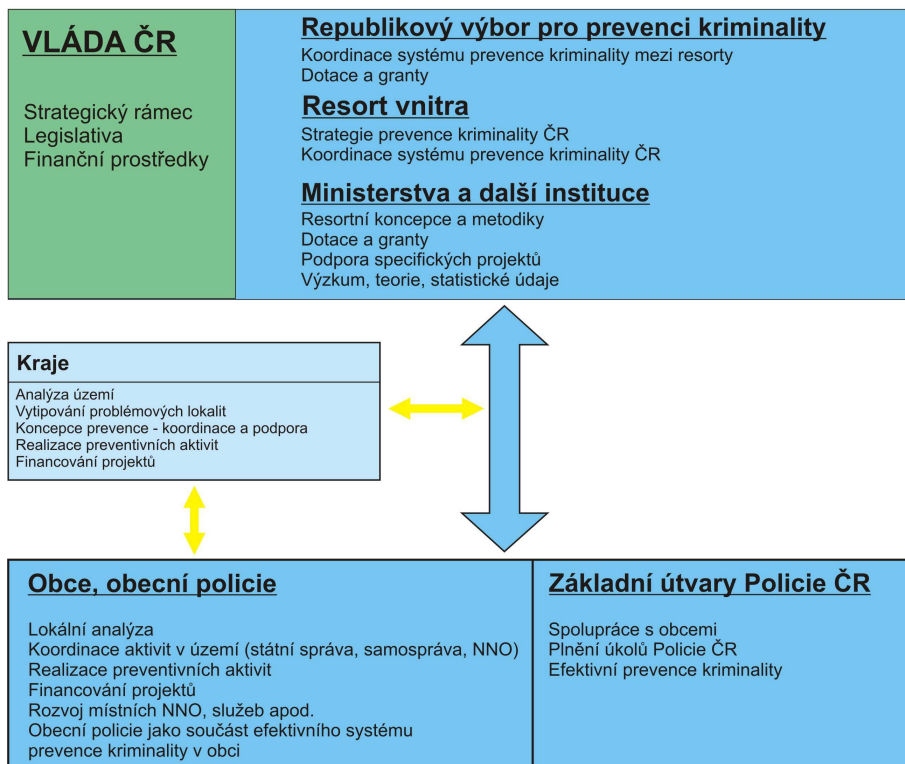 VLÁDA ČR
Strategický rámec
Legislativa
Finanční prostředky
Republikový výbor pro prevenci kriminality
Koordinace systému prevence kriminality mezi resorty
Dotace a granty
Resort vnitra
Strategie prevence kriminality ČR
Koordinace systému prevence kriminality ČR
Ministerstva a další instituce
Resortní koncepce a metodiky
Dotace a granty
Podpora specifických projektů
Výzkum, teorie, statistické údaje
Kraje
Analýza území
Vytipování problémových lokalit
Koncepce prevence - koordinace a podpora
Realizace preventivních aktivit
Financování projektů
Obce, obecní policie
Lokální analýza
Koordinace aktivit v území (státní správa, samospráva, NNO)
Realizace preventivních aktivit
Financování projektů
Rozvoj místních NNO, služeb apod.
Obecní policie jako součást efektivního systému
prevence kriminality v obci
Základní útvary Policie ČR
Spolupráce s obcemi
Plnění úkolů Policie ČR
Efektivní prevence kriminality